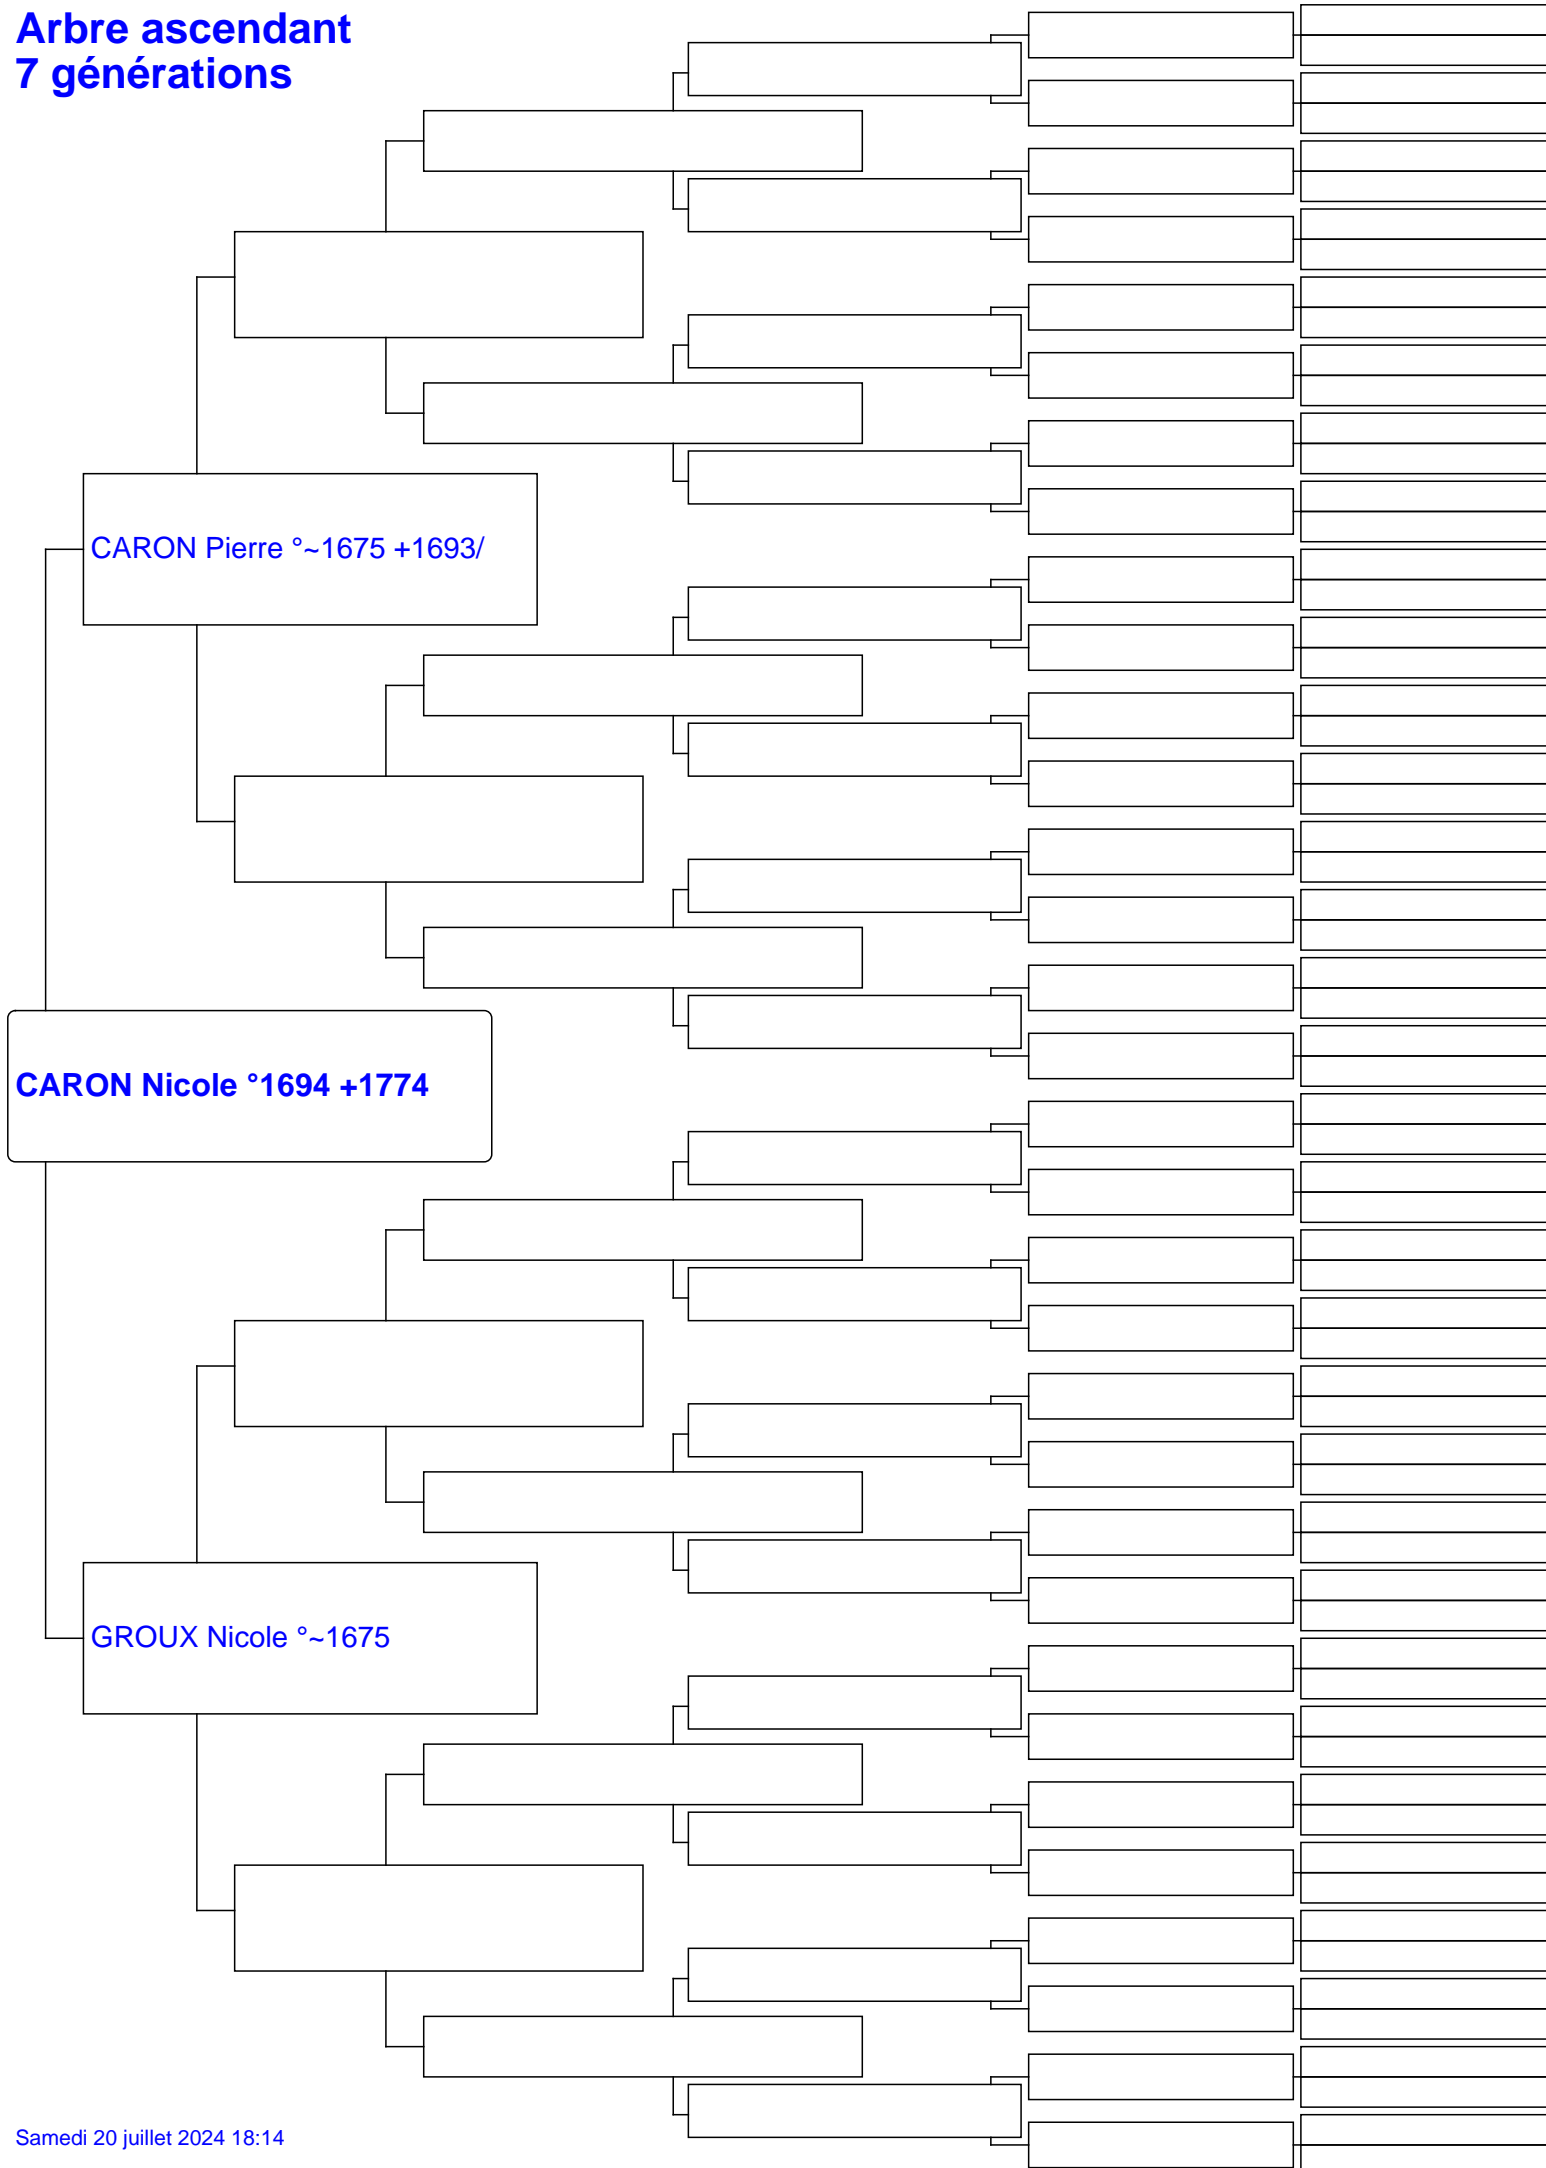 Arbre ascendant
7 générations
CARON Pierre °~1675 +1693/
CARON Nicole °1694 +1774
GROUX Nicole °~1675
Samedi 20 juillet 2024 18:14